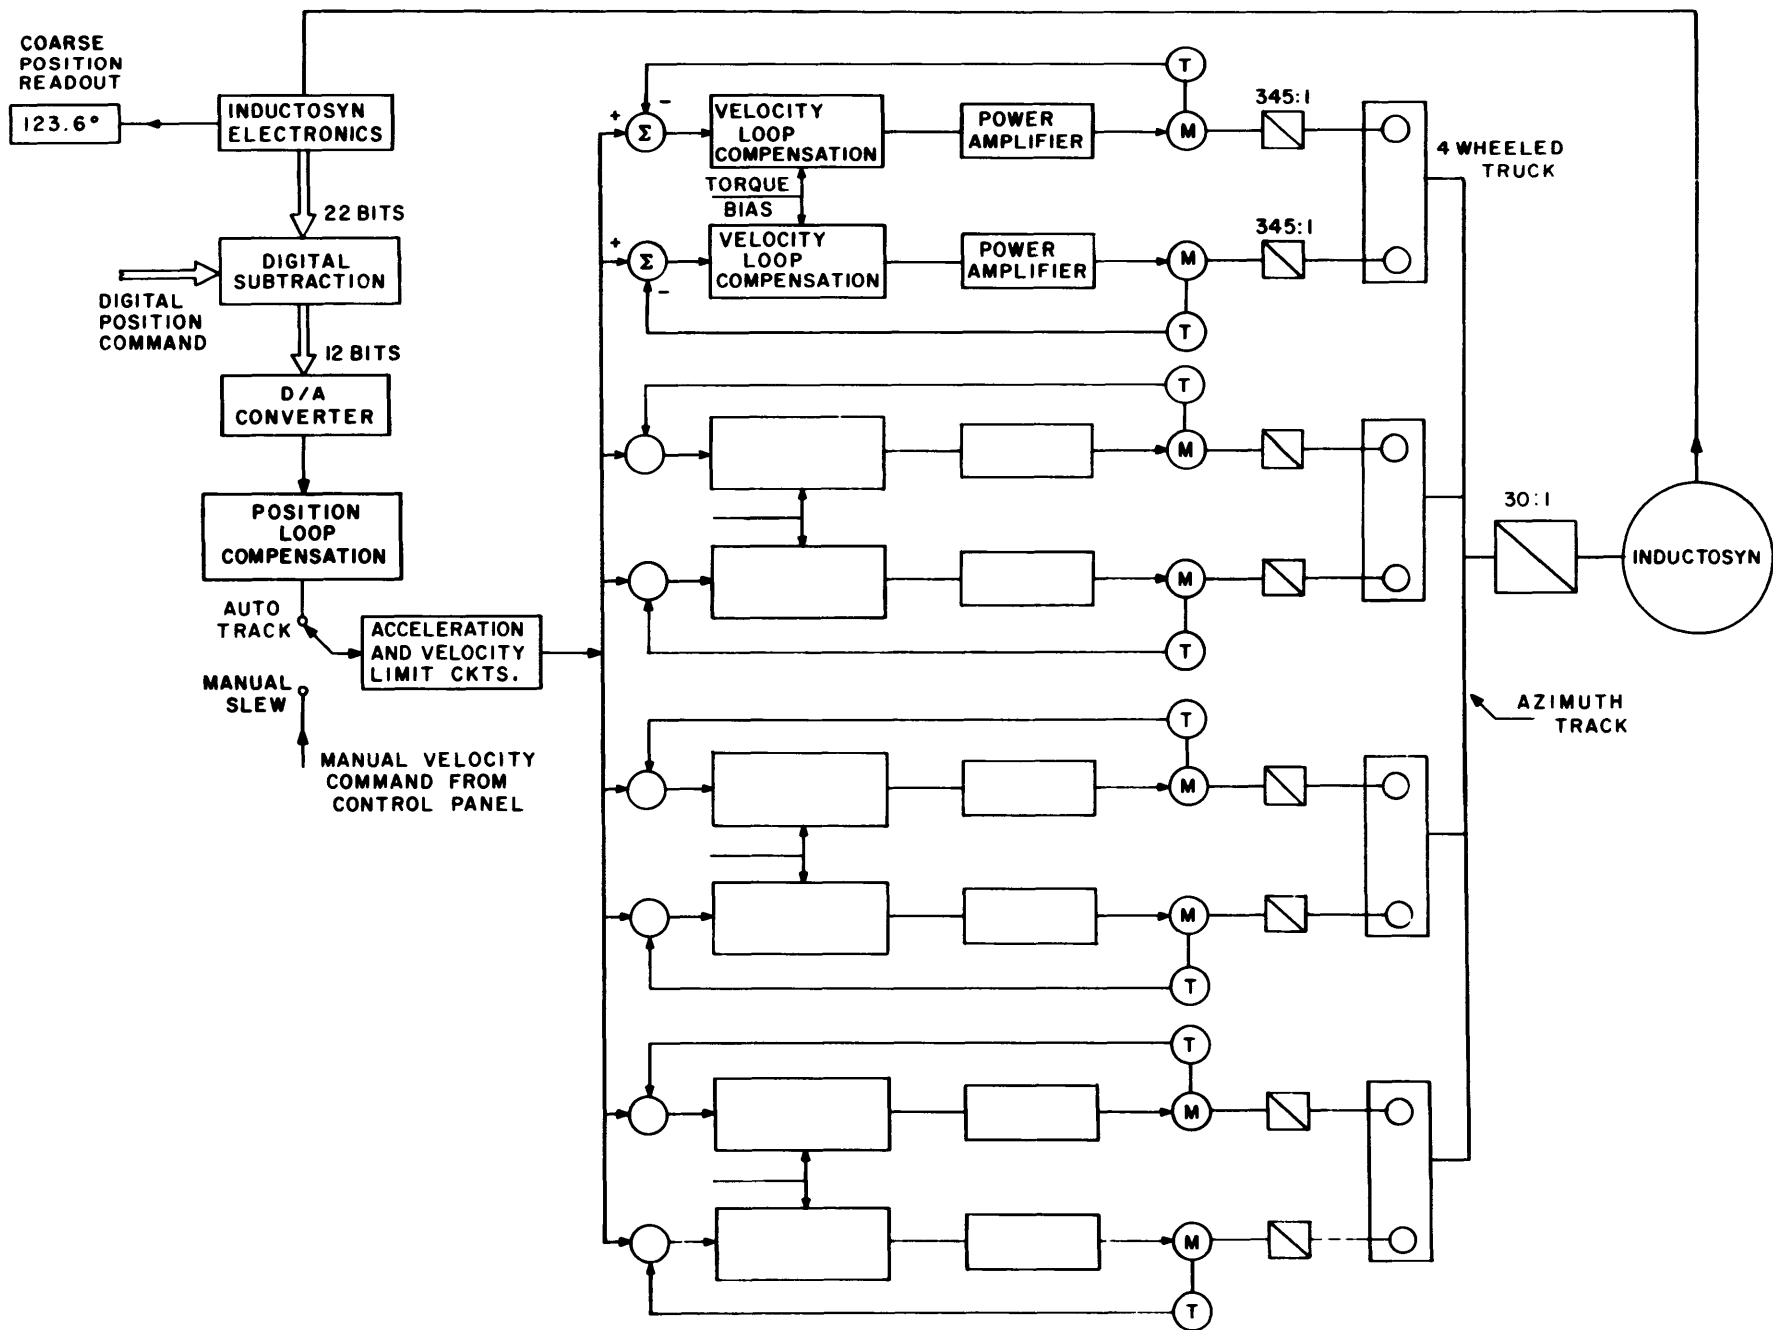 COARSE
POSITION
READOUT
123.6°
INDUCTOSYN
ELECTRONICS
22 BITS
DIGITAL
SUBTRACTION
DIGITAL
POSITION
COMMAND
12 BITS
D/A
CONVERTER
POSITION
LOOP
COMPENSATION
AUTO
TRACK
MANUAL
SLEW
MANUAL VELOCITY
COMMAND FROM
CONTROL PANEL
ACCELERATION
AND VELOCITY
LIMIT CKTS.
T
+ −
Σ
VELOCITY
LOOP
COMPENSATION
POWER
AMPLIFIER
M
345:1
4 WHEELED
TRUCK
TORQUE
BIAS
+
Σ
−
VELOCITY
LOOP
COMPENSATION
POWER
AMPLIFIER
M
345:1
T
T
M
M
T
T
M
M
T
T
M
M
T
30:1
INDUCTOSYN
AZIMUTH
TRACK